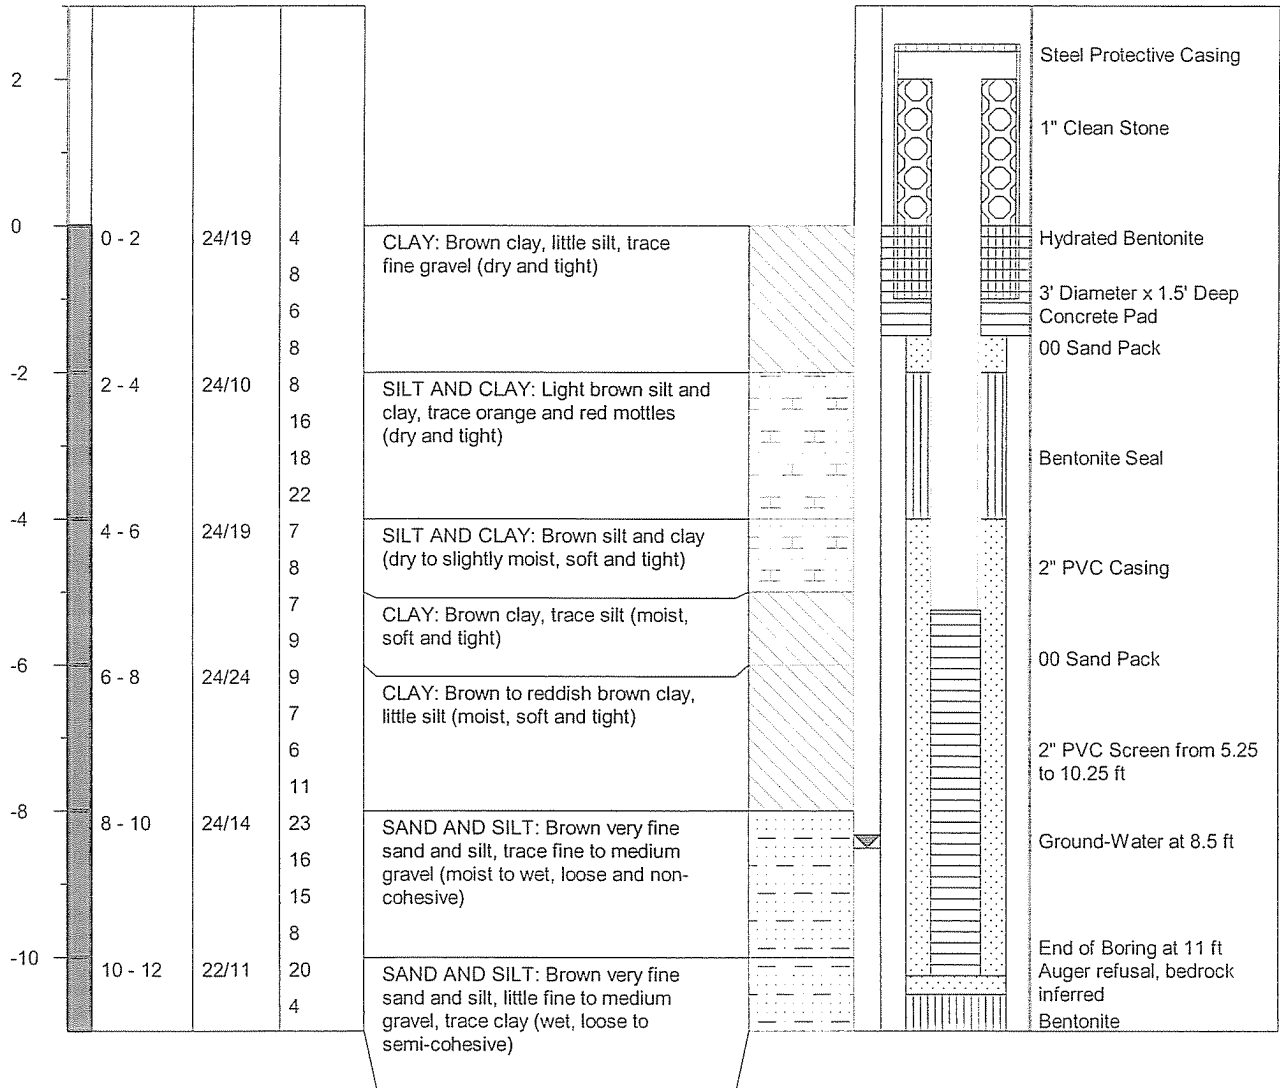 Steel Protective Casing
2
1" Clean Stone
0
0 - 2 24/19 4
CLAY: Brown clay, little silt, trace
fine gravel (dry and tight)
Hydrated Bentonite
8
6
3' Diameter x 1.5' Deep
Concrete Pad
8
00 Sand Pack
-2
2 - 4 24/10 8
SILT AND CLAY: Light brown silt and
clay, trace orange and red mottles
(dry and tight)
16
18
Bentonite Seal
22
-4
4 - 6 24/19 7
SILT AND CLAY: Brown silt and clay
(dry to slightly moist, soft and tight)
8
2" PVC Casing
7
CLAY: Brown clay, trace silt (moist,
soft and tight)
9
00 Sand Pack
-6
6 - 8 24/24 9
CLAY: Brown to reddish brown clay,
little silt (moist, soft and tight)
7
6
2" PVC Screen from 5.25
to 10.25 ft
11
-8
8 - 10 24/14 23
SAND AND SILT: Brown very fine
sand and silt, trace fine to medium
gravel (moist to wet, loose and non-
cohesive)
16
Ground-Water at 8.5 ft
15
8
-10
10 - 12 22/11 20
SAND AND SILT: Brown very fine
sand and silt, little fine to medium
gravel, trace clay (wet, loose to
semi-cohesive)
4
End of Boring at 11 ft
Auger refusal, bedrock
inferred
Bentonite